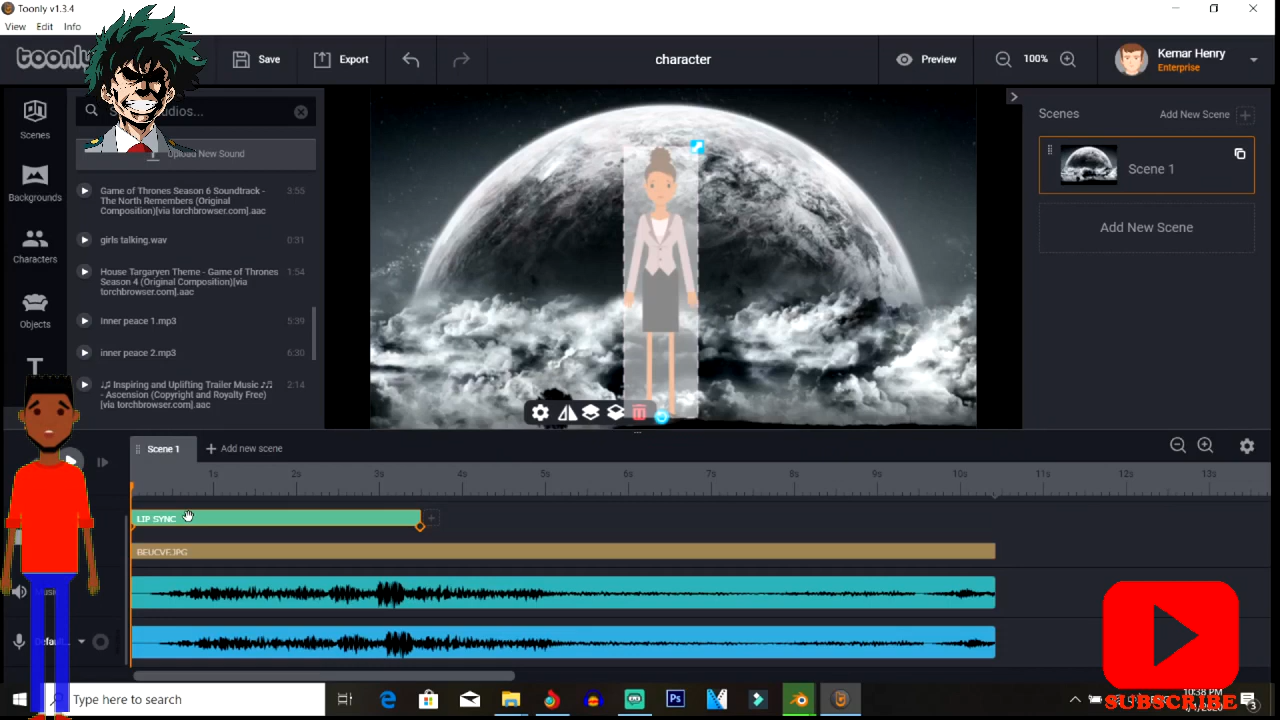 Toonly v1.3.4
View Edit Info
toonly
Save
Export
character
Preview
100%
Kemar Henry
Enterprise
Scenes
Backgrounds
Characters
Objects
T
Upload New Sound
Game of Thrones Season 6 Soundtrack - 3:55
The North Remembers (Original
Composition)[via torchbrowser.com].aac
girls talking.wav 0:31
House Targaryen Theme - Game of Thrones 1:54
Season 4 (Original Composition)[via
torchbrowser.com].aac
inner peace 1.mp3 5:39
inner peace 2.mp3 6:30
♫ Inspiring and Uplifting Trailer Music ♫ 2:14
- Ascension (Copyright and Royalty Free)
[via torchbrowser.com].aac
Scenes Add New Scene +
Scene 1
Add New Scene
Scene 1 + Add new scene
1s 2s 3s 4s 5s 6s 7s 8s 9s 10s 11s 12s 13s
LIP SYNC
BEUCVF.JPG
Music
Defaul...
Type here to search
Ps
10:38 PM
3
SUBSCRIBE